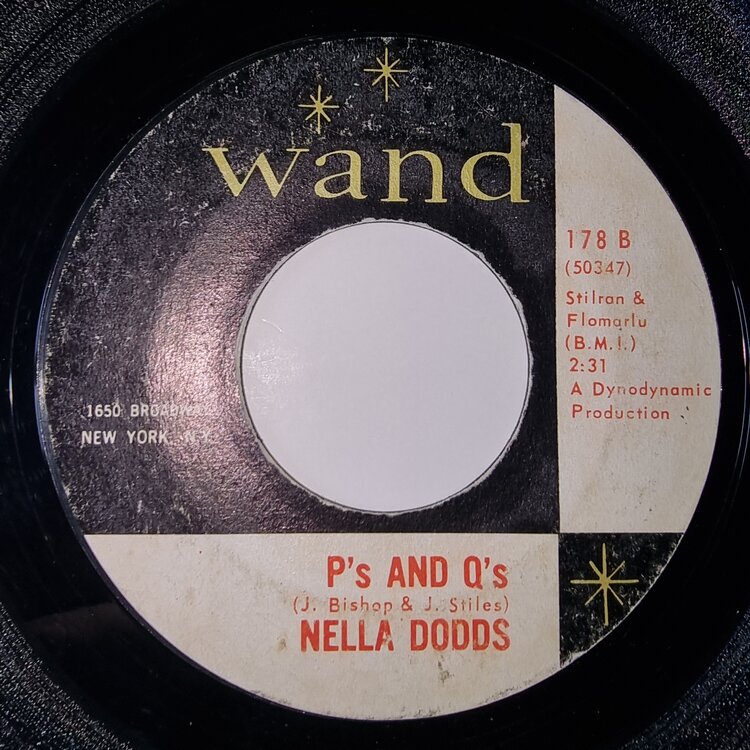 wand
178 B
(50347)
Stilran &
Flomarlu
(B.M.I.)
2:31
A Dynodynamic
Production
1650 BROADWAY
NEW YORK, N.Y.
P's AND Q's
(J. Bishop & J. Stiles)
NELLA DODDS